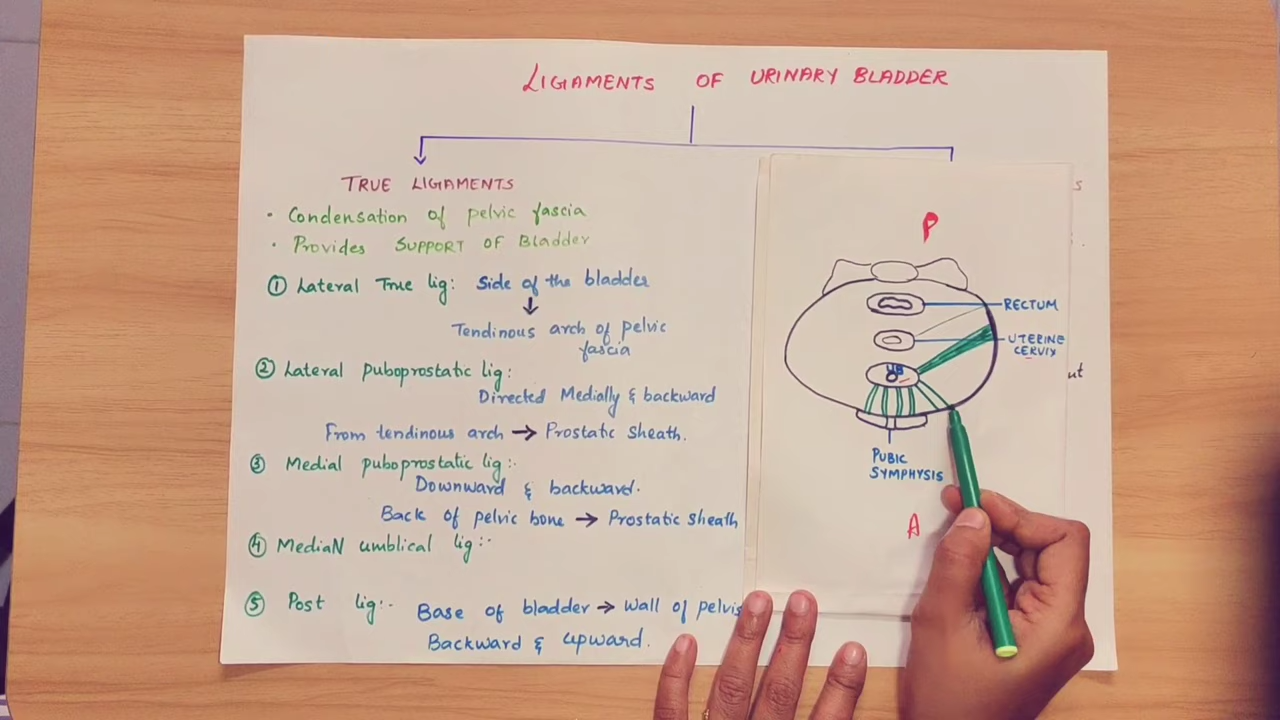 LIGAMENTS OF URINARY BLADDER
TRUE LIGAMENTS
• Condensation of pelvic fascia
• Provides SUPPORT OF Bladder
① Lateral True lig: Side of the bladder
Tendinous arch of pelvic
fascia
② Lateral puboprostatic lig:
Directed Medially & backward
From tendinous arch → Prostatic sheath.
③ Medial puboprostatic lig:-
Downward & backward.
Back of pelvic bone → Prostatic sheath
④ MediaN umblical lig:-
⑤ Post lig:- Base of bladder → Wall of pelvis
Backward & upward.
P
RECTUM
UTERINE
CERVIX
UB
PUBIC
SYMPHYSIS
A